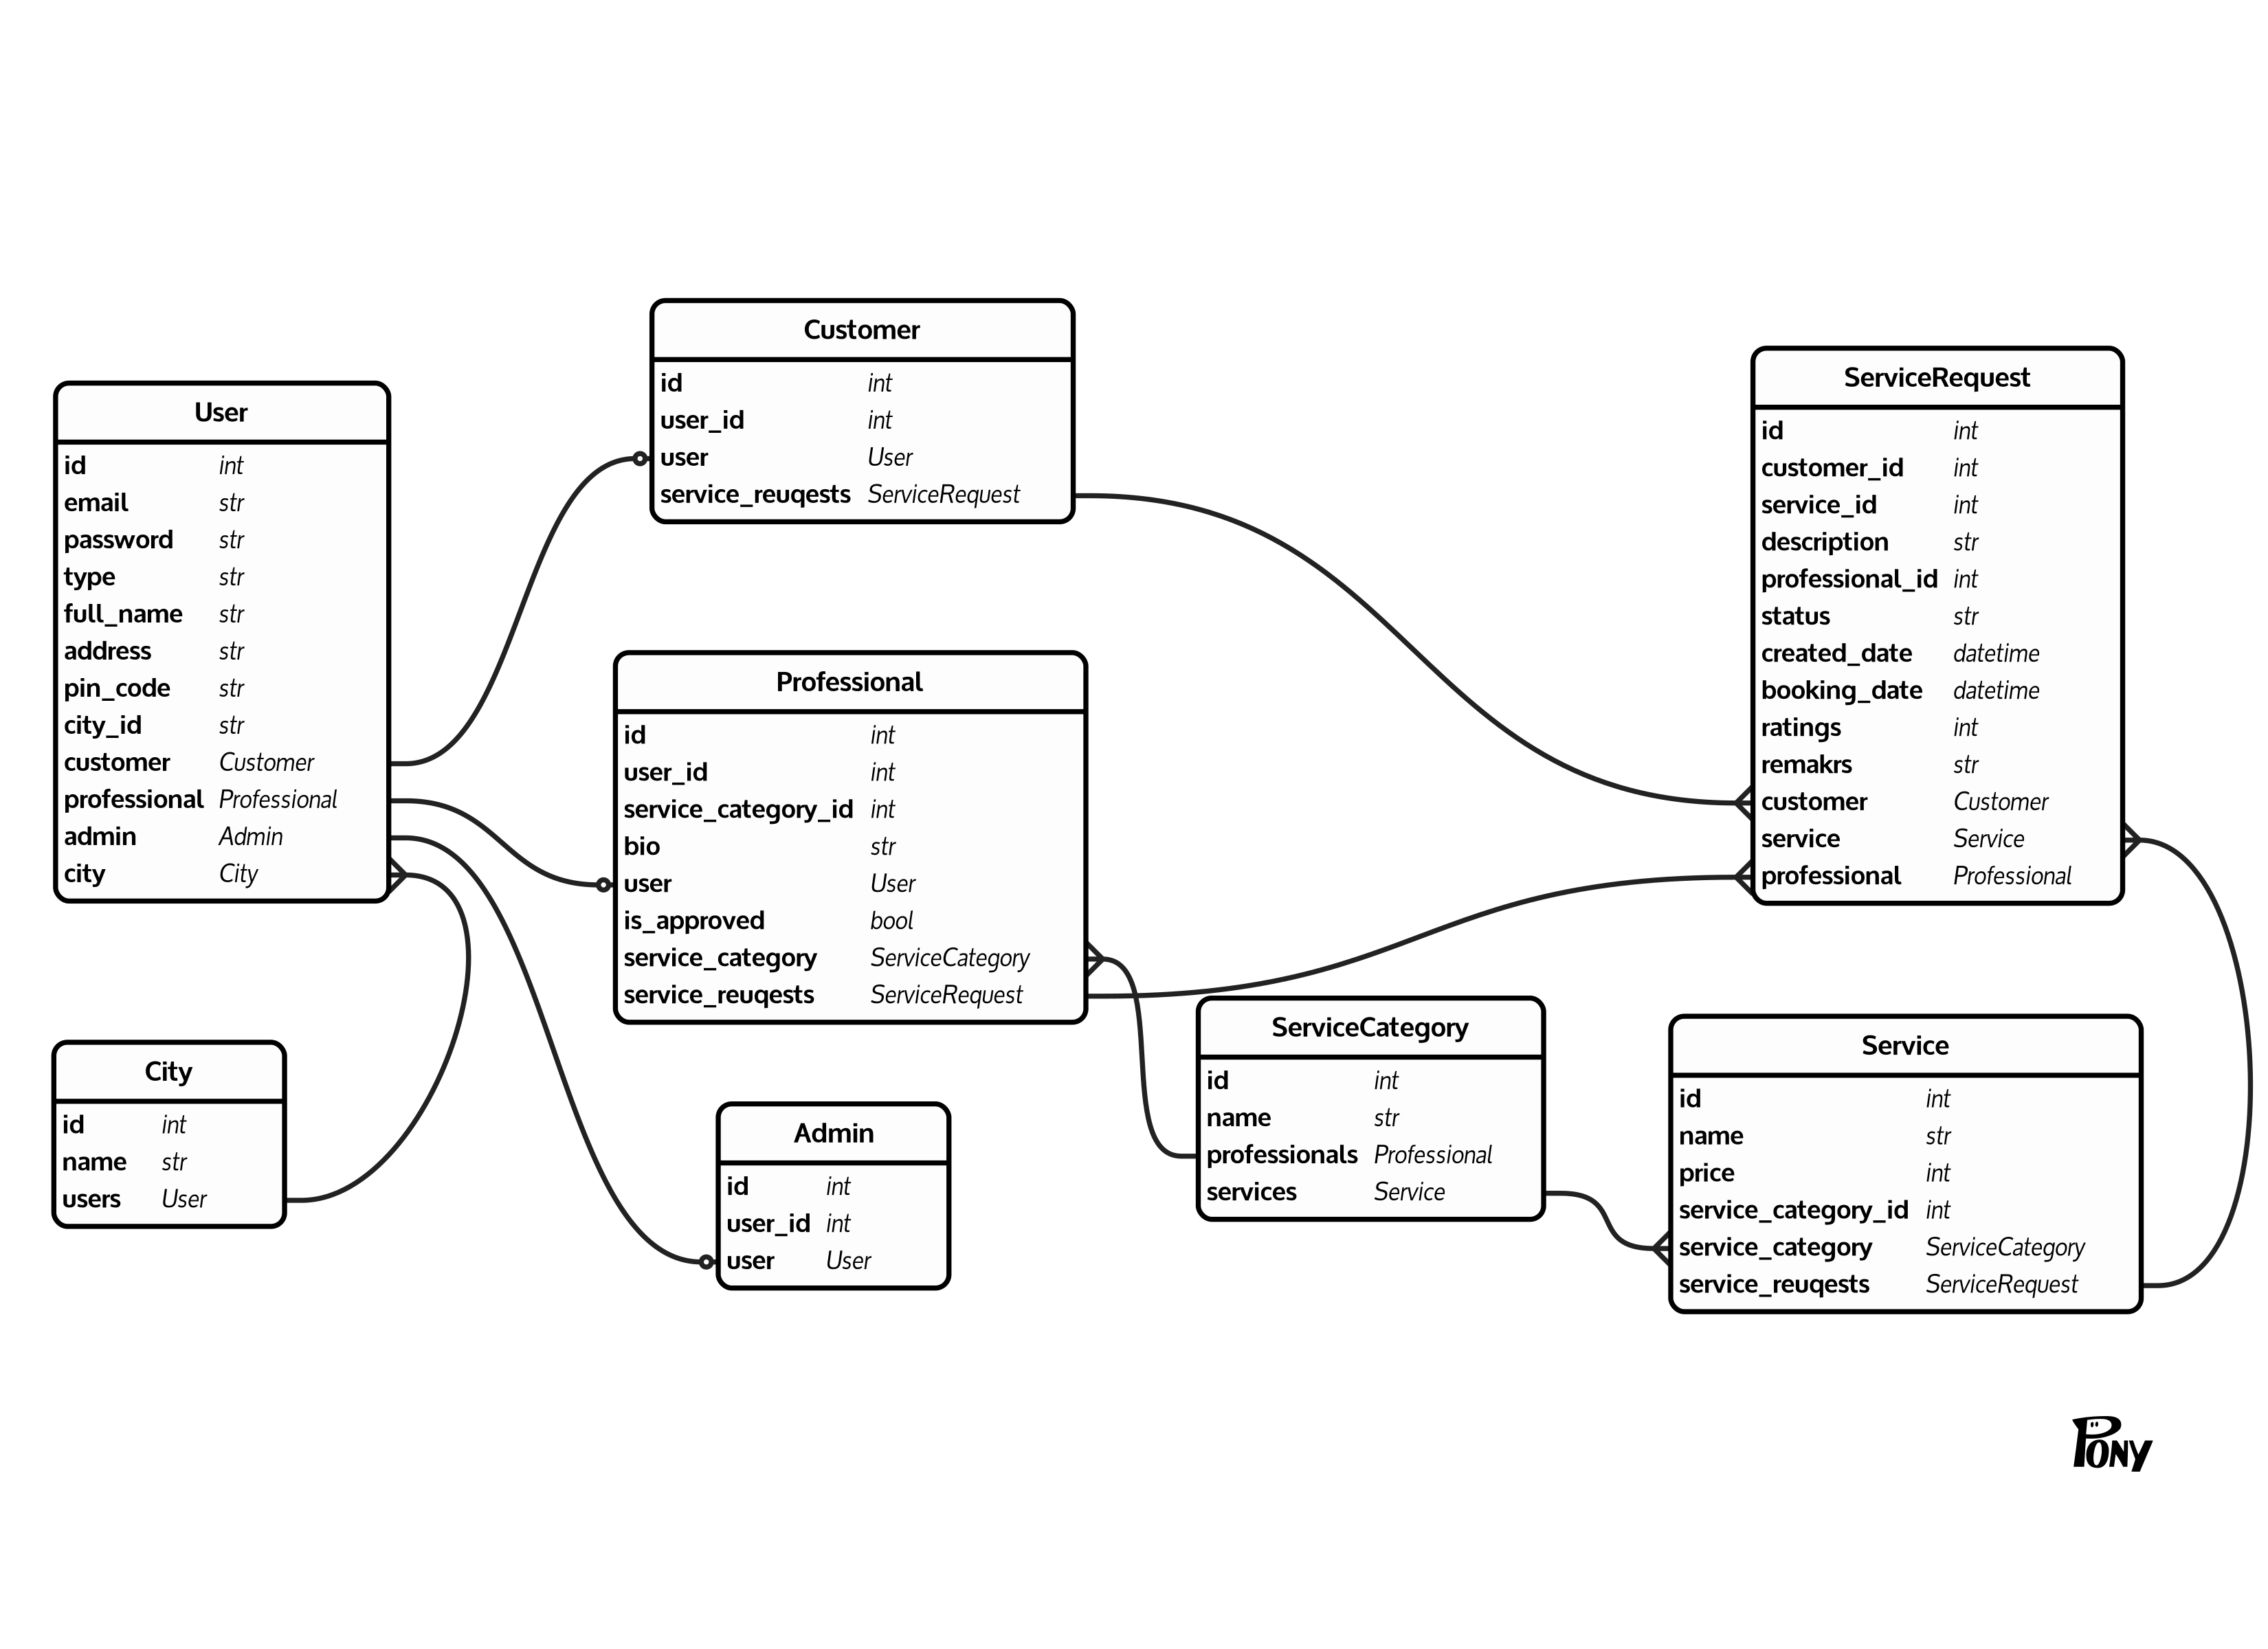 Customer
id int
user_id int
user User
service_reuqests ServiceRequest
ServiceRequest
id int
customer_id int
service_id int
description str
professional_id int
status str
created_date datetime
booking_date datetime
ratings int
remakrs str
customer Customer
service Service
professional Professional
User
id int
email str
password str
type str
full_name str
address str
pin_code str
city_id str
customer Customer
professional Professional
admin Admin
city City
Professional
id int
user_id int
service_category_id int
bio str
user User
is_approved bool
service_category ServiceCategory
service_reuqests ServiceRequest
ServiceCategory
id int
name str
professionals Professional
services Service
Service
id int
name str
price int
service_category_id int
service_category ServiceCategory
service_reuqests ServiceRequest
City
id int
name str
users User
Admin
id int
user_id int
user User
PONY